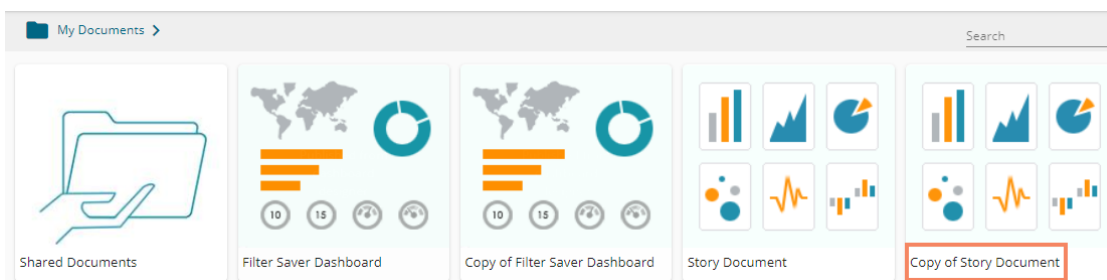 My Documents
Search
10 15
10 15
Shared Documents
Filter Saver Dashboard
Copy of Filter Saver Dashboard
Story Document
Copy of Story Document